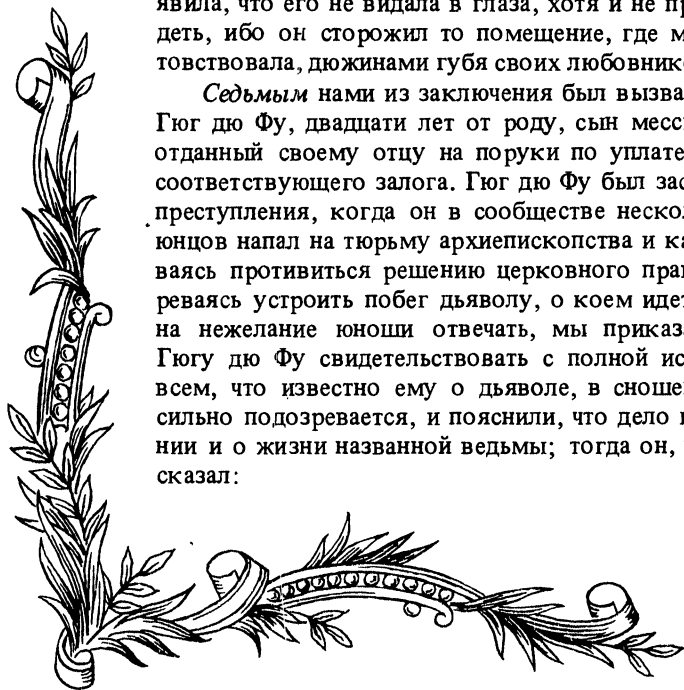 явила, что его не видала в глаза, хотя и не пр
деть, ибо он сторожил то помещение, где м
товствовала, дюжинами губя своих любовник
Седьмым нами из заключения был вызва
Гюг дю Фу, двадцати лет от роду, сын месс
отданный своему отцу на поруки по уплате
соответствующего залога. Гюг дю Фу был зас
преступления, когда он в сообществе неско
юнцов напал на тюрьму архиепископства и ка
ваясь противиться решению церковного пра
реваясь устроить побег дьяволу, о коем идет
на нежелание юноши отвечать, мы приказ
Гюгу дю Фу свидетельствовать с полной ис
всем, что известно ему о дьяволе, в сноше
сильно подозревается, и пояснили, что дело
нии и о жизни названной ведьмы; тогда он,
сказал: